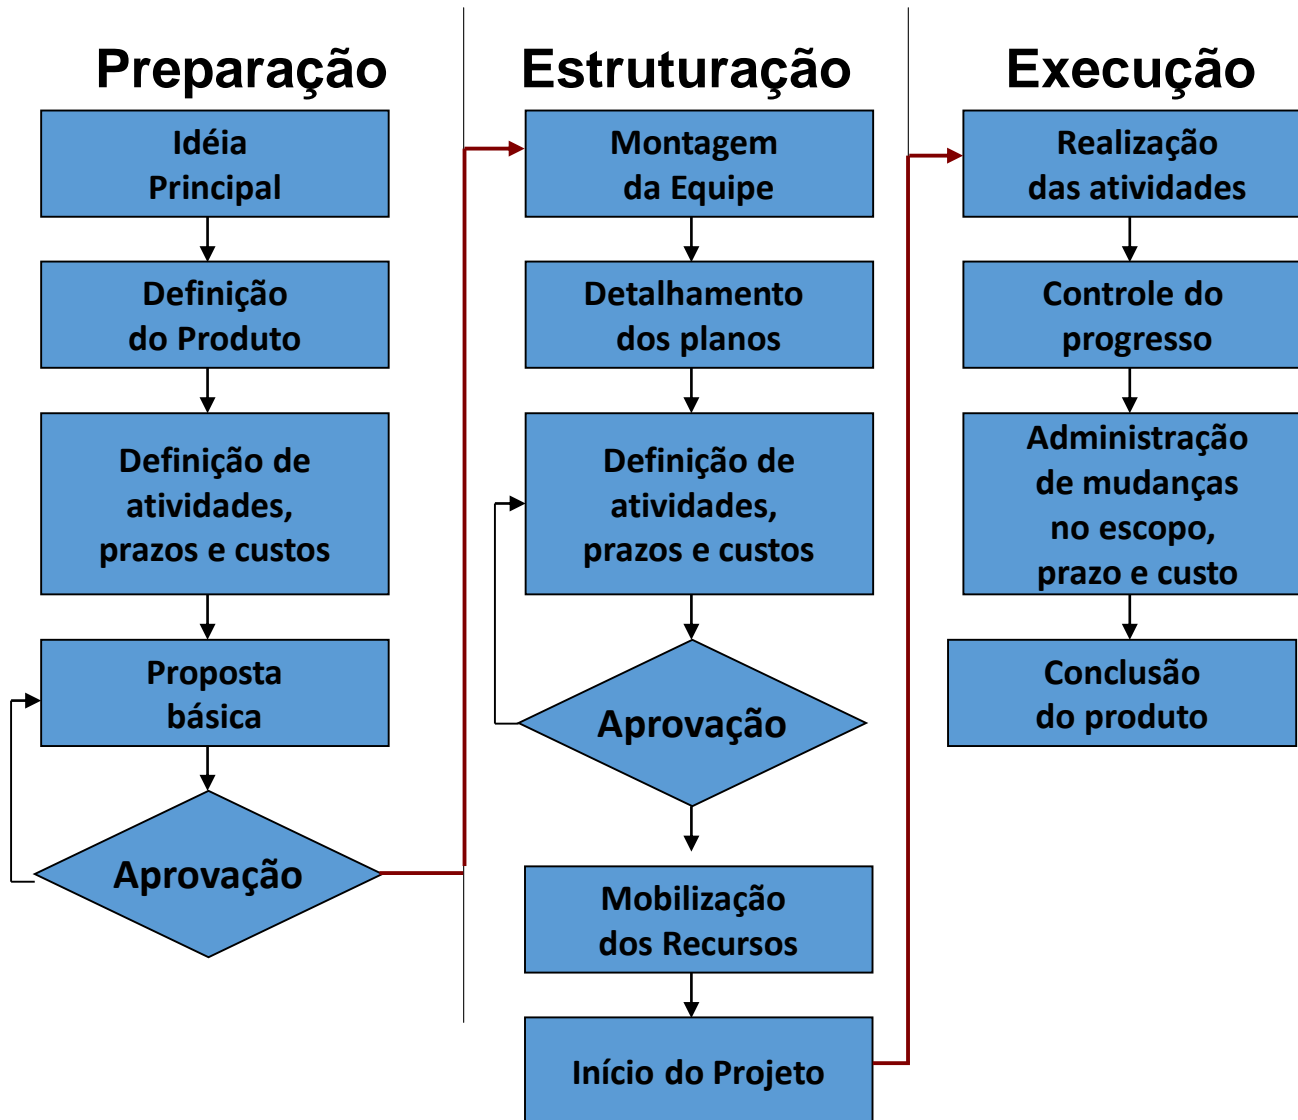 Preparação
Idéia
Principal
Definição
do Produto
Definição de
atividades,
prazos e custos
Proposta
básica
Aprovação
Estruturação
Montagem
da Equipe
Detalhamento
dos planos
Definição de
atividades,
prazos e custos
Aprovação
Mobilização
dos Recursos
Início do Projeto
Execução
Realização
das atividades
Controle do
progresso
Administração
de mudanças
no escopo,
prazo e custo
Conclusão
do produto